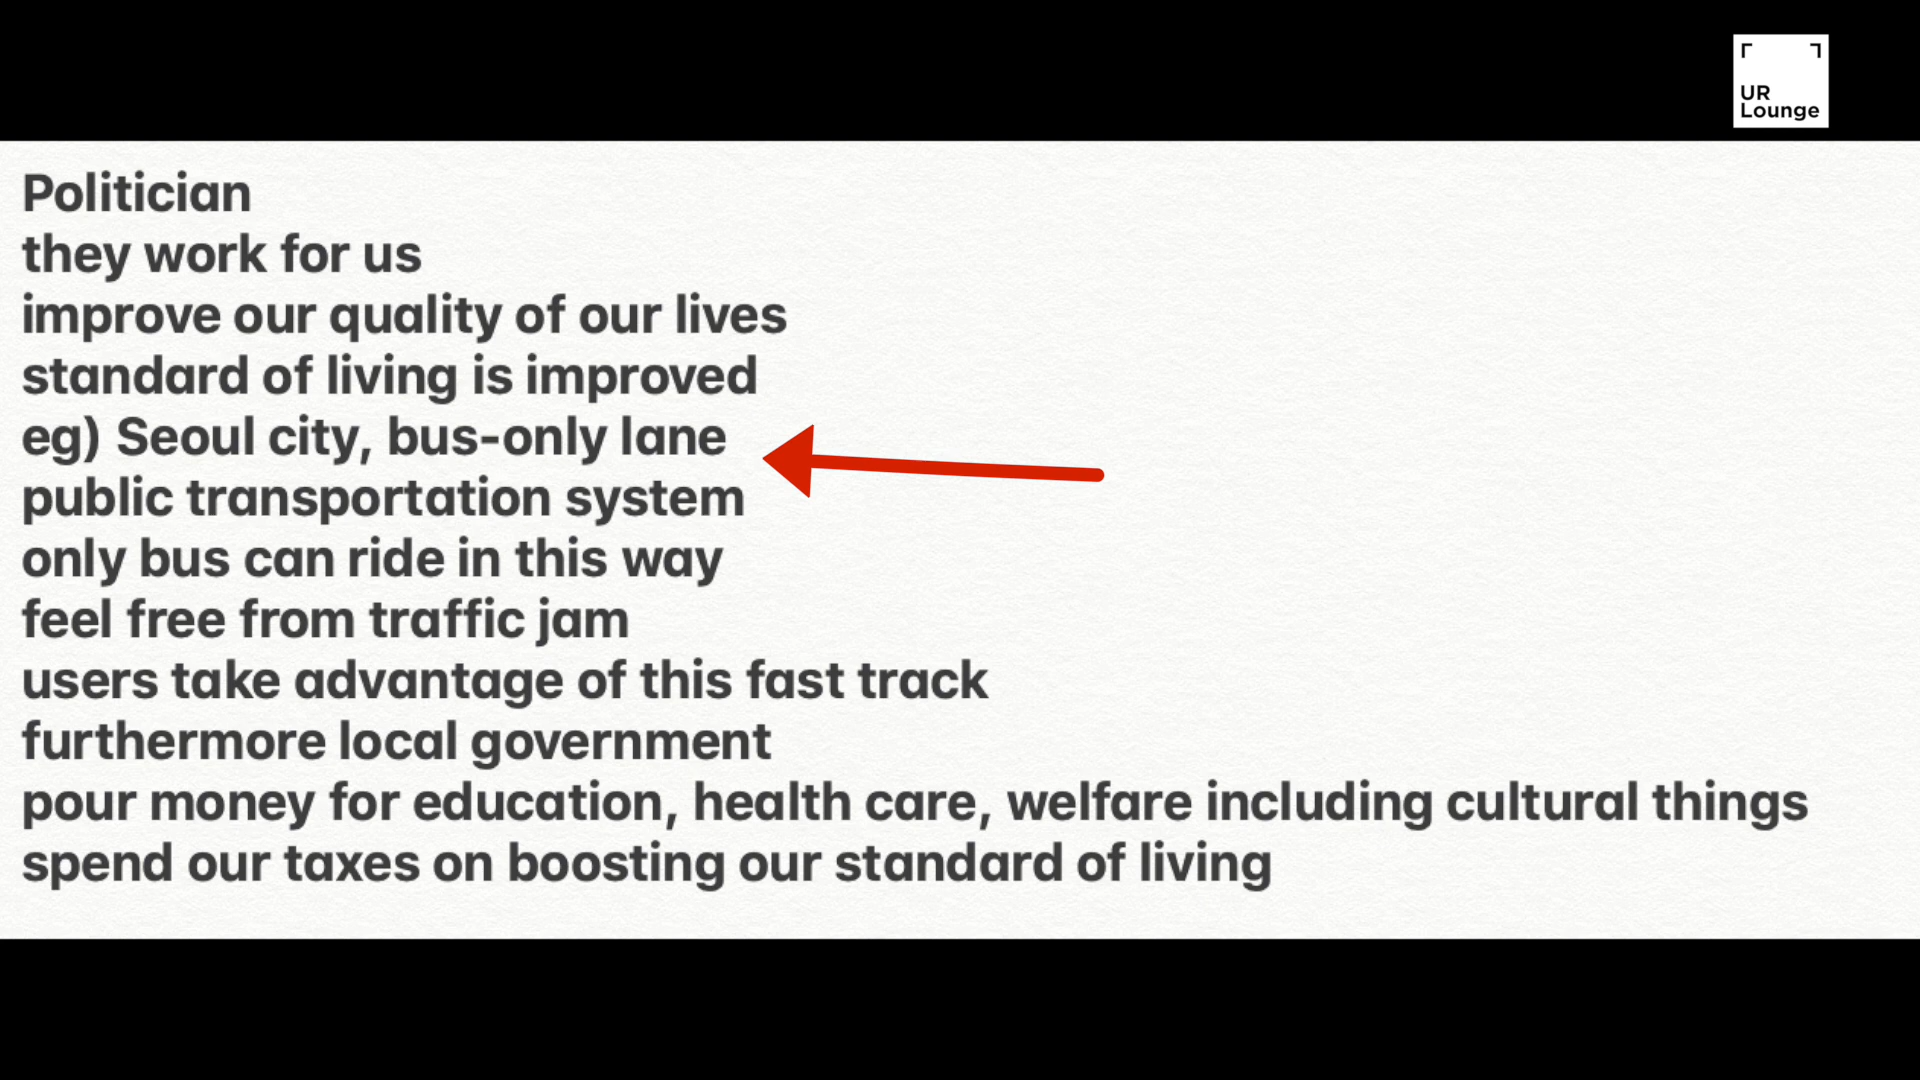 UR
Lounge
Politician
they work for us
improve our quality of our lives
standard of living is improved
eg) Seoul city, bus-only lane
public transportation system
only bus can ride in this way
feel free from traffic jam
users take advantage of this fast track
furthermore local government
pour money for education, health care, welfare including cultural things
spend our taxes on boosting our standard of living